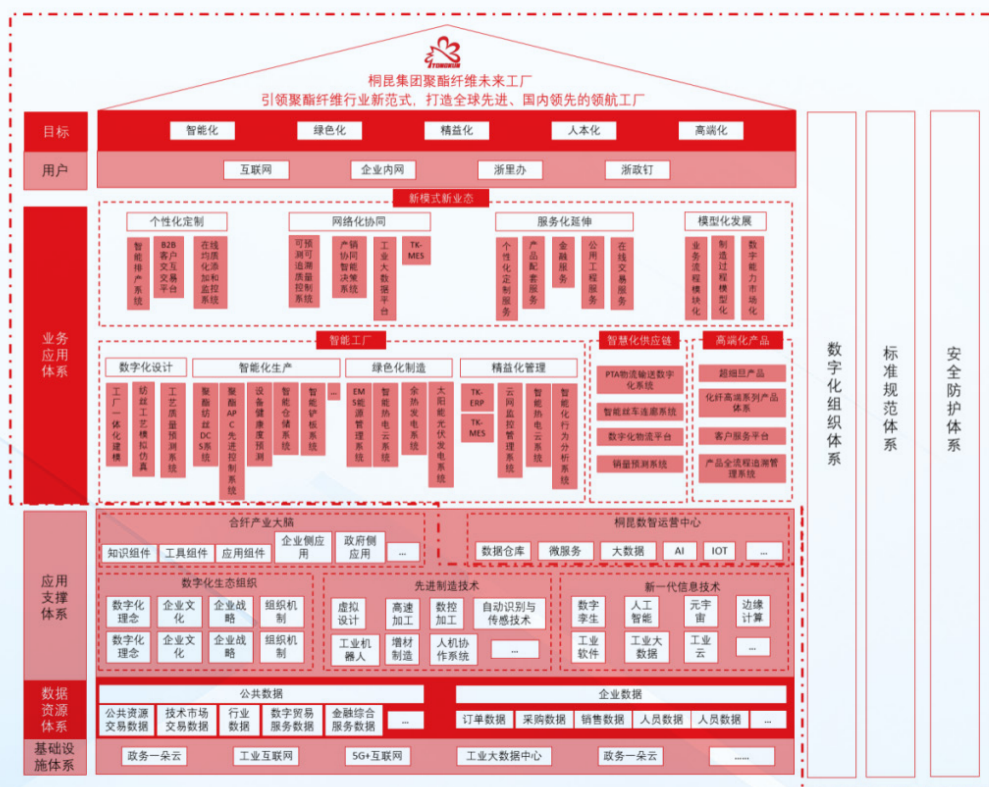 TONGKUN
桐昆集团聚酯纤维未来工厂
引领聚酯纤维行业新范式，打造全球先进、国内领先的领航工厂
目标
智能化
绿色化
精益化
人本化
高端化
用户
互联网
企业内网
浙里办
浙政钉
业务应用体系
新模式新业态
个性化定制
智能排产系统
B2B客户交互交易平台
在线均质化添加和监控系统
网络化协同
可预测可追溯质量控制系统
产销协同智能决策系统
工业大数据平台
TK-MES
服务化延伸
个性化定制服务
产品配套服务
金融服务
公用工程服务
在线交易服务
模型化发展
业务流程模块化
制造过程模型化
数字能力市场化
智能工厂
数字化设计
工厂一体化建模
纺丝工艺模拟仿真
工艺质量预测系统
智能化生产
聚酯纺丝DCS系统
聚酯APC先进控制系统
设备健康度预测
智能仓储系统
智能铲板系统
...
绿色化制造
EMS能源管理系统
智能热电云系统
余热发电系统
太阳能光伏发电系统
精益化管理
TK-ERP
TK-MES
云网监控管理系统
智能热电云系统
智能化行为分析系统
智慧化供应链
PTA物流输送数字化系统
智能丝车连廊系统
数字化物流平台
销量预测系统
高端化产品
超细旦产品
化纤高端系列产品体系
客户服务平台
产品全流程追溯管理系统
应用支撑体系
合纤产业大脑
知识组件
工具组件
应用组件
企业侧应用
政府侧应用
...
桐昆数智运营中心
数据仓库
微服务
大数据
AI
IOT
...
数字化生态组织
数字化理念
企业文化
企业战略
组织机制
数字化理念
企业文化
企业战略
组织机制
先进制造技术
虚拟设计
高速加工
数控加工
自动识别与传感技术
工业机器人
增材制造
人机协作系统
...
新一代信息技术
数字孪生
人工智能
元宇宙
边缘计算
工业软件
工业大数据
工业云
...
数据资源体系
公共数据
公共资源交易数据
技术市场交易数据
行业数据
数字贸易服务数据
金融综合服务数据
...
企业数据
订单数据
采购数据
销售数据
人员数据
人员数据
...
基础设施体系
政务一朵云
工业互联网
5G+互联网
工业大数据中心
政务一朵云
......
数字化组织体系
标准规范体系
安全防护体系